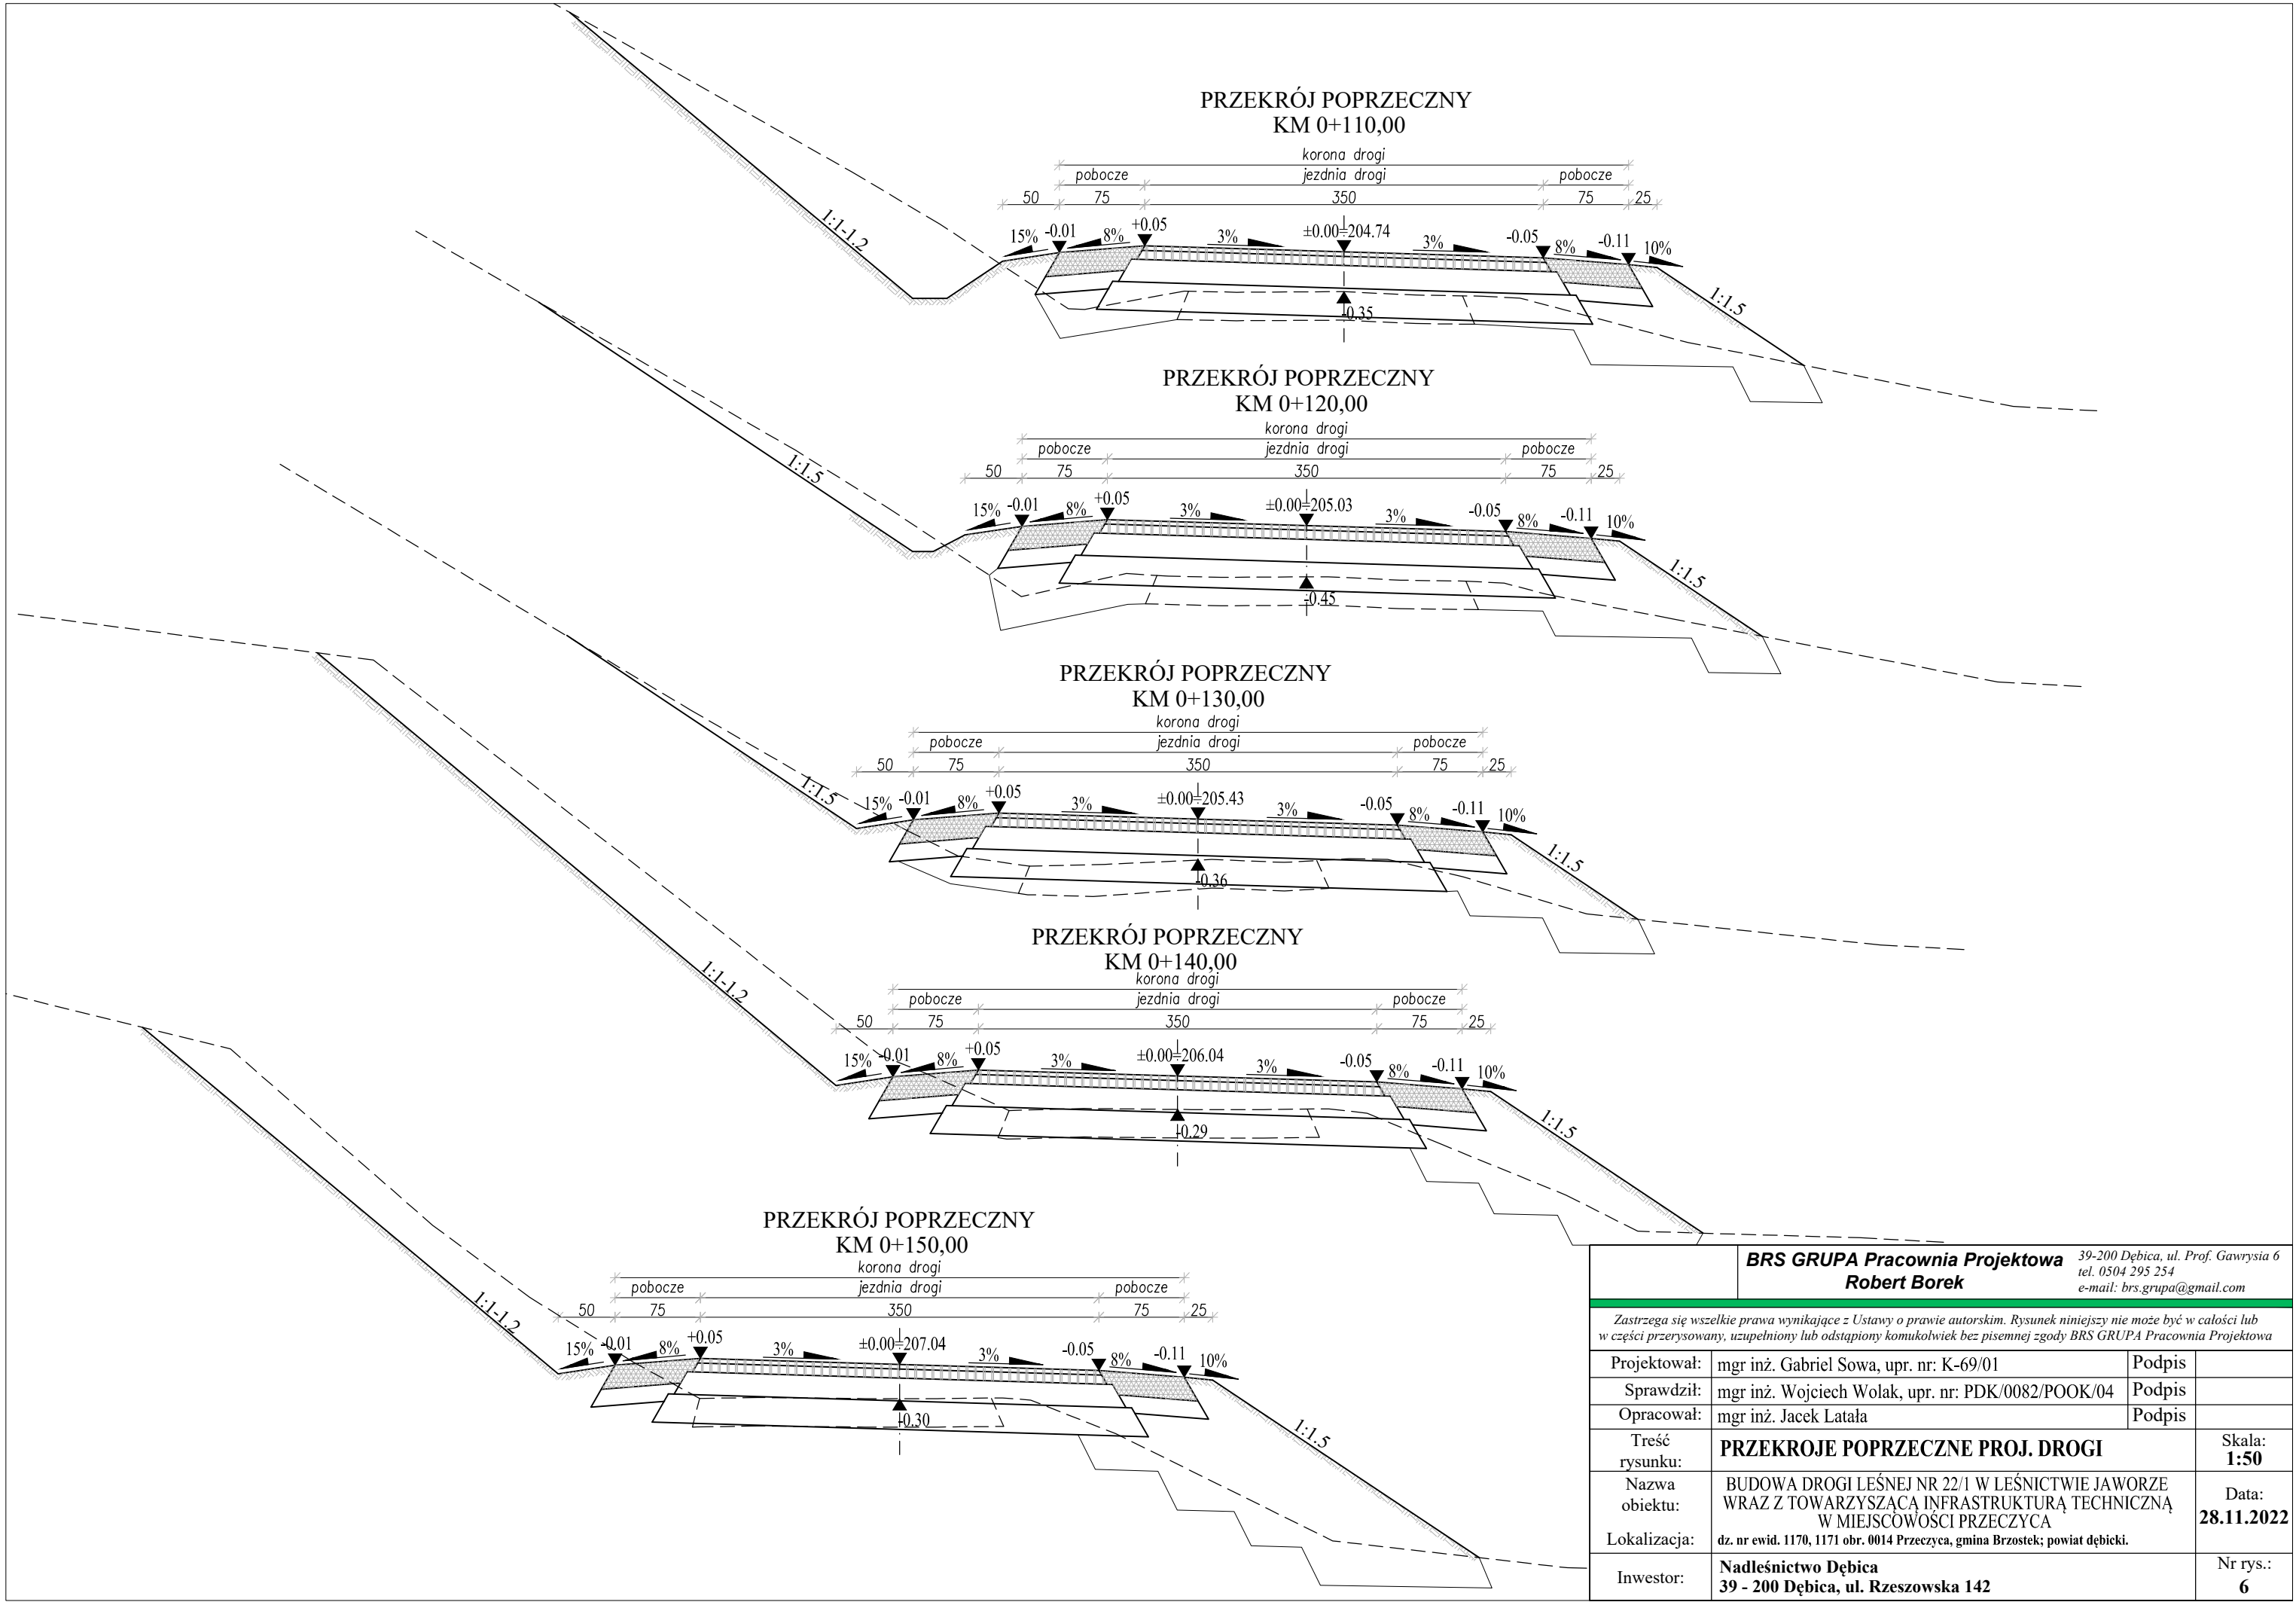 PRZEKRÓJ POPRZECZNY
KM 0+110,00
korona drogi
pobocze jezdnia drogi pobocze
50 75 350 75 25
15% -0.01 8% +0.05 3% ±0.00=204.74 3% -0.05 8% -0.11 10%
1:1-1.2
1:1.5
-0.35
PRZEKRÓJ POPRZECZNY
KM 0+120,00
korona drogi
pobocze jezdnia drogi pobocze
50 75 350 75 25
15% -0.01 8% +0.05 3% ±0.00=205.03 3% -0.05 8% -0.11 10%
1:1.5
1:1.5
-0.45
PRZEKRÓJ POPRZECZNY
KM 0+130,00
korona drogi
pobocze jezdnia drogi pobocze
50 75 350 75 25
15% -0.01 8% +0.05 3% ±0.00=205.43 3% -0.05 8% -0.11 10%
1:1.5
1:1.5
-0.36
PRZEKRÓJ POPRZECZNY
KM 0+140,00
korona drogi
pobocze jezdnia drogi pobocze
50 75 350 75 25
15% -0.01 8% +0.05 3% ±0.00=206.04 3% -0.05 8% -0.11 10%
1:1-1.2
1:1.5
-0.29
PRZEKRÓJ POPRZECZNY
KM 0+150,00
korona drogi
pobocze jezdnia drogi pobocze
50 75 350 75 25
15% -0.01 8% +0.05 3% ±0.00=207.04 3% -0.05 8% -0.11 10%
1:1-1.2
1:1.5
-0.30
BRS GRUPA Pracownia Projektowa
Robert Borek
39-200 Dębica, ul. Prof. Gawrysia 6
tel. 0504 295 254
e-mail: brs.grupa@gmail.com
Zastrzega się wszelkie prawa wynikające z Ustawy o prawie autorskim. Rysunek niniejszy nie może być w całości lub
w części przerysowany, uzupełniony lub odstąpiony komukolwiek bez pisemnej zgody BRS GRUPA Pracownia Projektowa
Projektował: mgr inż. Gabriel Sowa, upr. nr: K-69/01 Podpis
Sprawdził: mgr inż. Wojciech Wolak, upr. nr: PDK/0082/POOK/04 Podpis
Opracował: mgr inż. Jacek Latała Podpis
Treść
rysunku:
PRZEKROJE POPRZECZNE PROJ. DROGI
Skala:
1:50
Nazwa
obiektu:
BUDOWA DROGI LEŚNEJ NR 22/1 W LEŚNICTWIE JAWORZE
WRAZ Z TOWARZYSZĄCĄ INFRASTRUKTURĄ TECHNICZNĄ
W MIEJSCOWOŚCI PRZECZYCA
Data:
28.11.2022
Lokalizacja: dz. nr ewid. 1170, 1171 obr. 0014 Przeczyca, gmina Brzostek; powiat dębicki.
Inwestor:
Nadleśnictwo Dębica
39 - 200 Dębica, ul. Rzeszowska 142
Nr rys.:
6